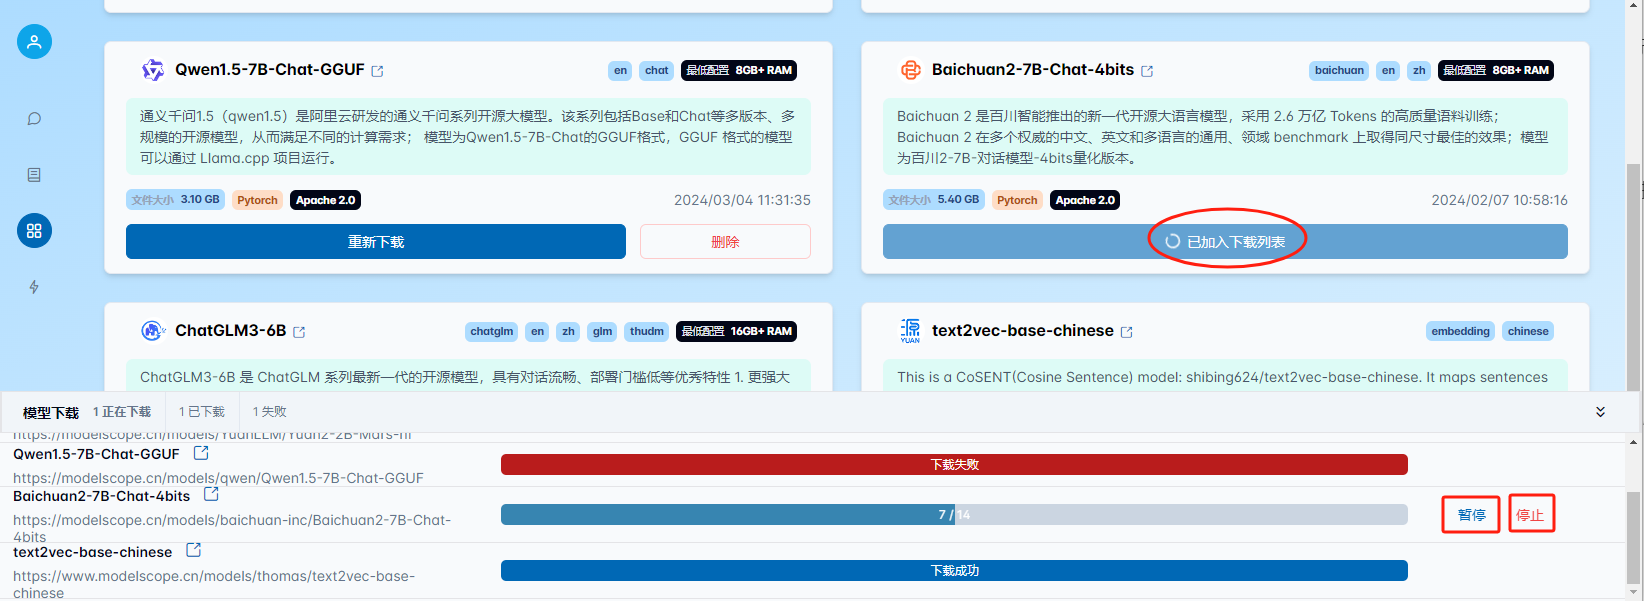 Qwen1.5-7B-Chat-GGUF
en chat 最低配置 8GB+ RAM
通义千问1.5（qwen1.5）是阿里云研发的通义千问系列开源大模型。该系列包括Base和Chat等多版本、多
规模的开源模型，从而满足不同的计算需求； 模型为Qwen1.5-7B-Chat的GGUF格式，GGUF 格式的模型
可以通过 Llama.cpp 项目运行。
文件大小 3.10 GB Pytorch Apache 2.0 2024/03/04 11:31:35
重新下载 删除
Baichuan2-7B-Chat-4bits
baichuan en zh 最低配置 8GB+ RAM
Baichuan 2 是百川智能推出的新一代开源大语言模型，采用 2.6 万亿 Tokens 的高质量语料训练；
Baichuan 2 在多个权威的中文、英文和多语言的通用、领域 benchmark 上取得同尺寸最佳的效果；模型
为百川2-7B-对话模型-4bits量化版本。
文件大小 5.40 GB Pytorch Apache 2.0 2024/02/07 10:58:16
已加入下载列表
ChatGLM3-6B
chatglm en zh glm thudm 最低配置 16GB+ RAM
ChatGLM3-6B 是 ChatGLM 系列最新一代的开源模型，具有对话流畅、部署门槛低等优秀特性 1. 更强大
text2vec-base-chinese
YUAN
embedding chinese
This is a CoSENT(Cosine Sentence) model: shibing624/text2vec-base-chinese. It maps sentences
模型下载 1 正在下载 1 已下载 1 失败
https://modelscope.cn/models/YuanLLM/Yuan2-2B-Mars-hf
Qwen1.5-7B-Chat-GGUF
https://modelscope.cn/models/qwen/Qwen1.5-7B-Chat-GGUF
下载失败
Baichuan2-7B-Chat-4bits
https://modelscope.cn/models/baichuan-inc/Baichuan2-7B-Chat-
4bits
7 / 14
暂停 停止
text2vec-base-chinese
https://www.modelscope.cn/models/thomas/text2vec-base-
chinese
下载成功